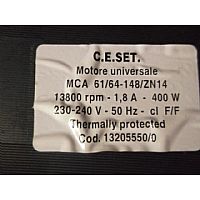 C.E.SET.
Motore universale
MCA 61/64-148/ZN14
13800 rpm - 1,8 A - 400 W
230-240 V - 50 Hz - cl F/F
Thermally protected
Cod. 13205550/0